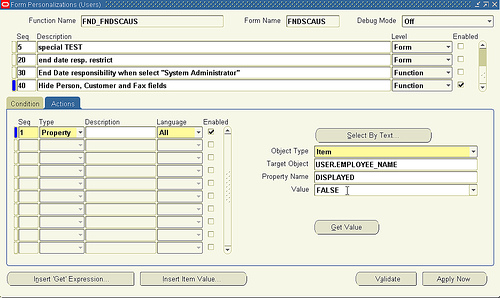 Form Personalizations (Users)
Function Name FND_FNDSCAUS Form Name FNDSCAUS Debug Mode Off
Seq Description Level Enabled
5 special TEST Form
20 end date resp. restrict Form
30 End Date responsibility when select "System Administrator" Function
40 Hide Person, Customer and Fax fields Function
Condition Actions
Seq Type Description Language Enabled
1 Property All
Select By Text...
Object Type Item
Target Object USER.EMPLOYEE_NAME
Property Name DISPLAYED
Value FALSE
Get Value
Insert 'Get' Expression... Insert Item Value... Validate Apply Now